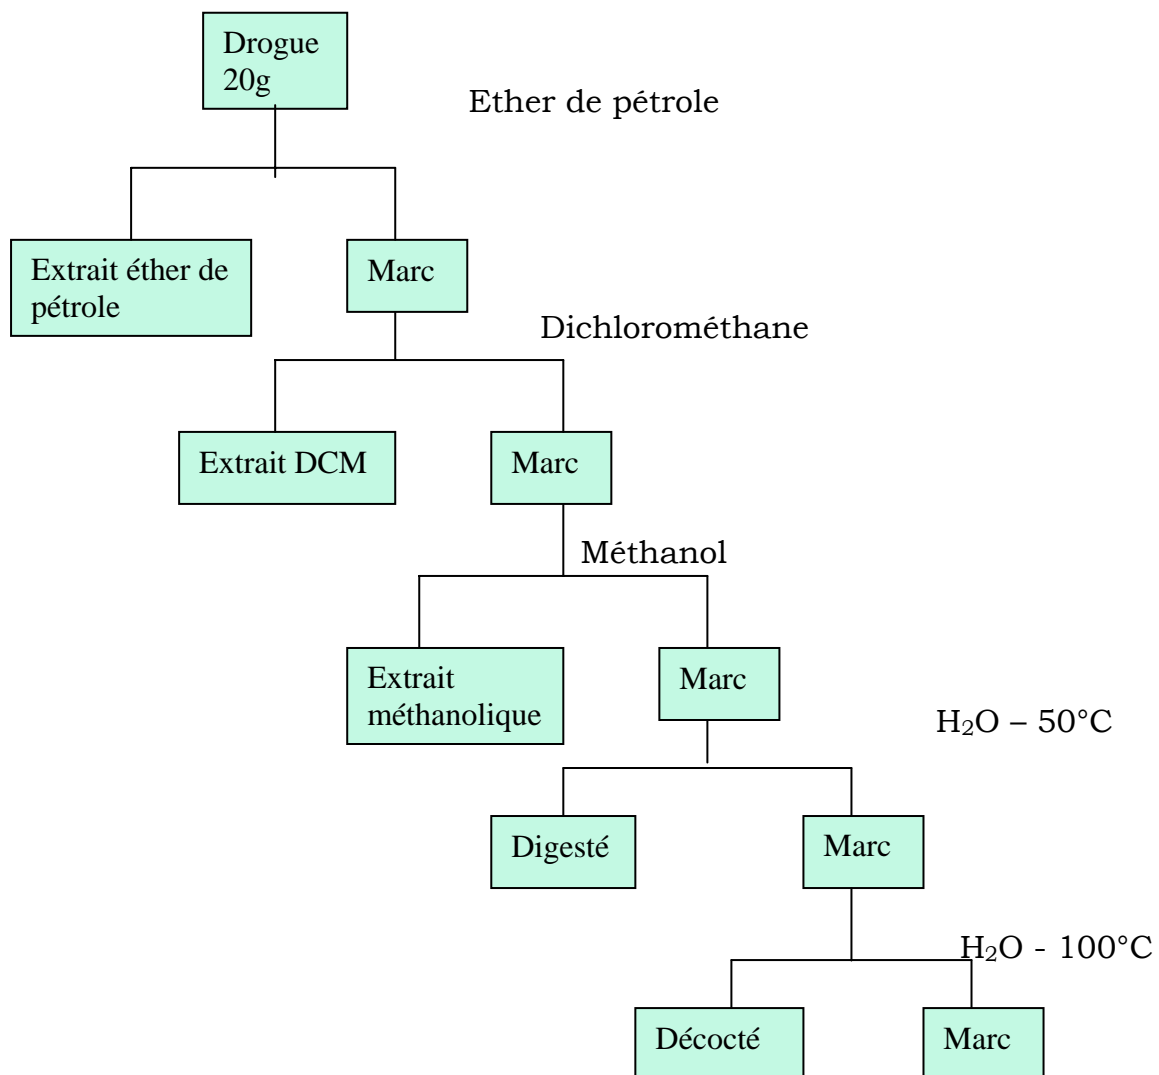 Drogue
20g
Ether de pétrole
Extrait éther de
pétrole
Marc
Dichlorométhane
Extrait DCM
Marc
Méthanol
Extrait
méthanolique
Marc
H₂O – 50°C
Digesté
Marc
H₂O - 100°C
Décocté
Marc